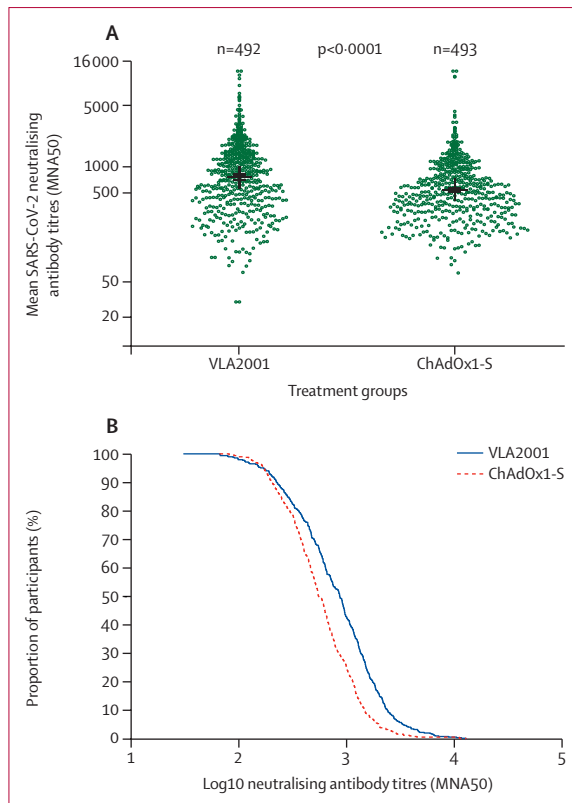 A
n=492 p<0·0001 n=493
16 000
5000
1000
500
50
20
Mean SARS-CoV-2 neutralising
antibody titres (MNA50)
VLA2001 ChAdOx1-S
Treatment groups
B
VLA2001
ChAdOx1-S
100
90
80
70
60
50
40
30
20
10
0
Proportion of participants (%)
1 2 3 4 5
Log10 neutralising antibody titres (MNA50)